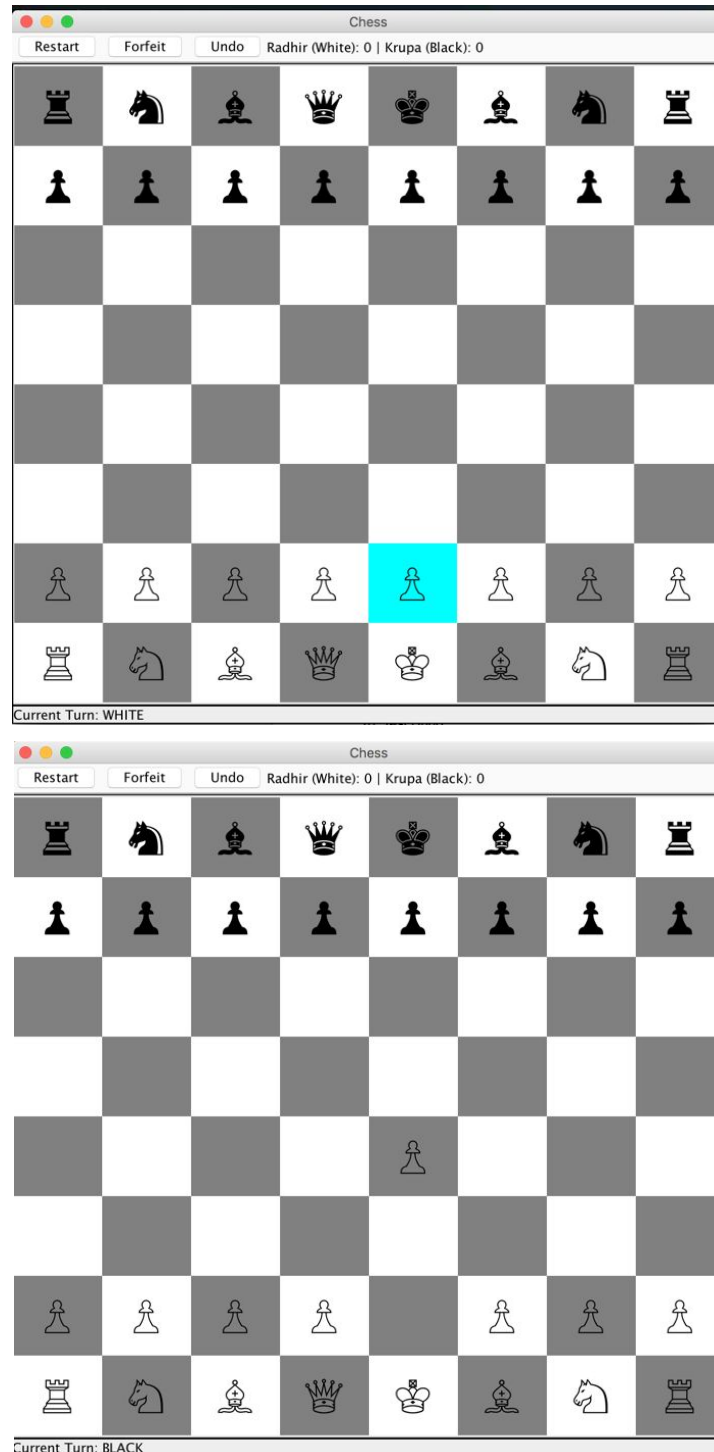 Chess
Restart Forfeit Undo Radhir (White): 0 | Krupa (Black): 0
Current Turn: WHITE
Chess
Restart Forfeit Undo Radhir (White): 0 | Krupa (Black): 0
Current Turn: BLACK